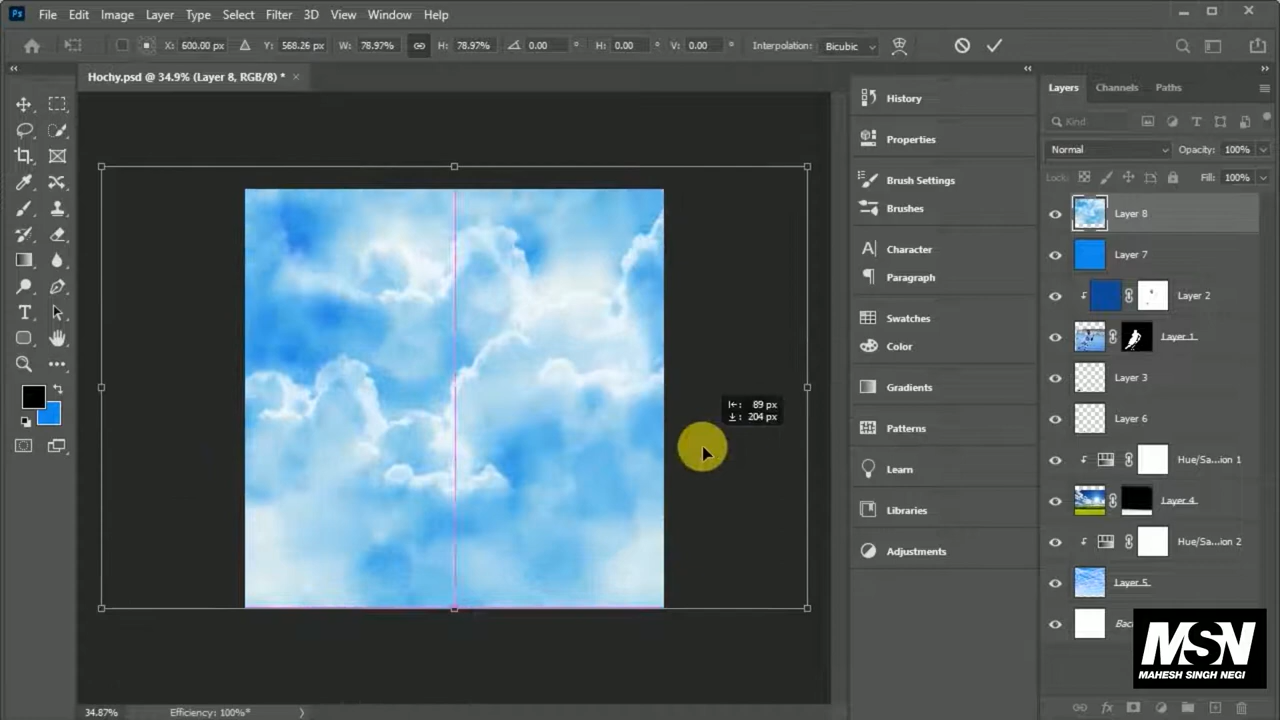 Ps File Edit Image Layer Type Select Filter 3D View Window Help
X: 600.00 px Y: 568.26 px W: 78.97% H: 78.97% 0.00 ° H: 0.00 ° V: 0.00 ° Interpolation: Bicubic
Hochy.psd @ 34.9% (Layer 8, RGB/8) * ×
History
Properties
Brush Settings
Brushes
Character
Paragraph
Swatches
Color
Gradients
Patterns
Learn
Libraries
Adjustments
Layers Channels Paths
Kind
Normal Opacity: 100%
Lock: Fill: 100%
Layer 8
Layer 7
Layer 2
Layer 1
Layer 3
Layer 6
Hue/Sa...ion 1
Layer 4
Hue/Sa...ion 2
Layer 5
89 px
204 px
MSN
MAHESH SINGH NEGI
34.87% Efficiency: 100%*